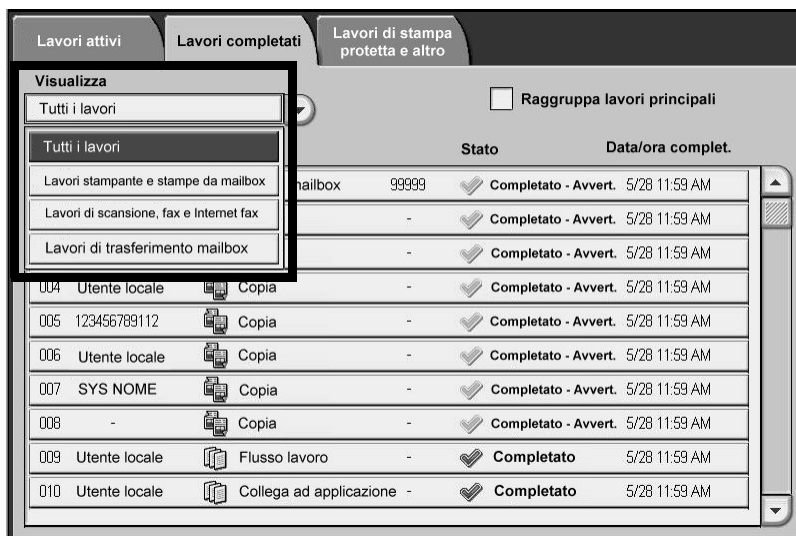 Lavori attivi
Lavori completati
Lavori di stampa
protetta e altro
Visualizza
Tutti i lavori
Raggruppa lavori principali
Tutti i lavori
Lavori stampante e stampe da mailbox
Lavori di scansione, fax e Internet fax
Lavori di trasferimento mailbox
Stato Data/ora complet.
mailbox 99999 Completato - Avvert. 5/28 11:59 AM
- Completato - Avvert. 5/28 11:59 AM
- Completato - Avvert. 5/28 11:59 AM
004 Utente locale Copia - Completato - Avvert. 5/28 11:59 AM
005 123456789112 Copia - Completato - Avvert. 5/28 11:59 AM
006 Utente locale Copia - Completato - Avvert. 5/28 11:59 AM
007 SYS NOME Copia - Completato - Avvert. 5/28 11:59 AM
008 - Copia - Completato - Avvert. 5/28 11:59 AM
009 Utente locale Flusso lavoro - Completato 5/28 11:59 AM
010 Utente locale Collega ad applicazione - Completato 5/28 11:59 AM